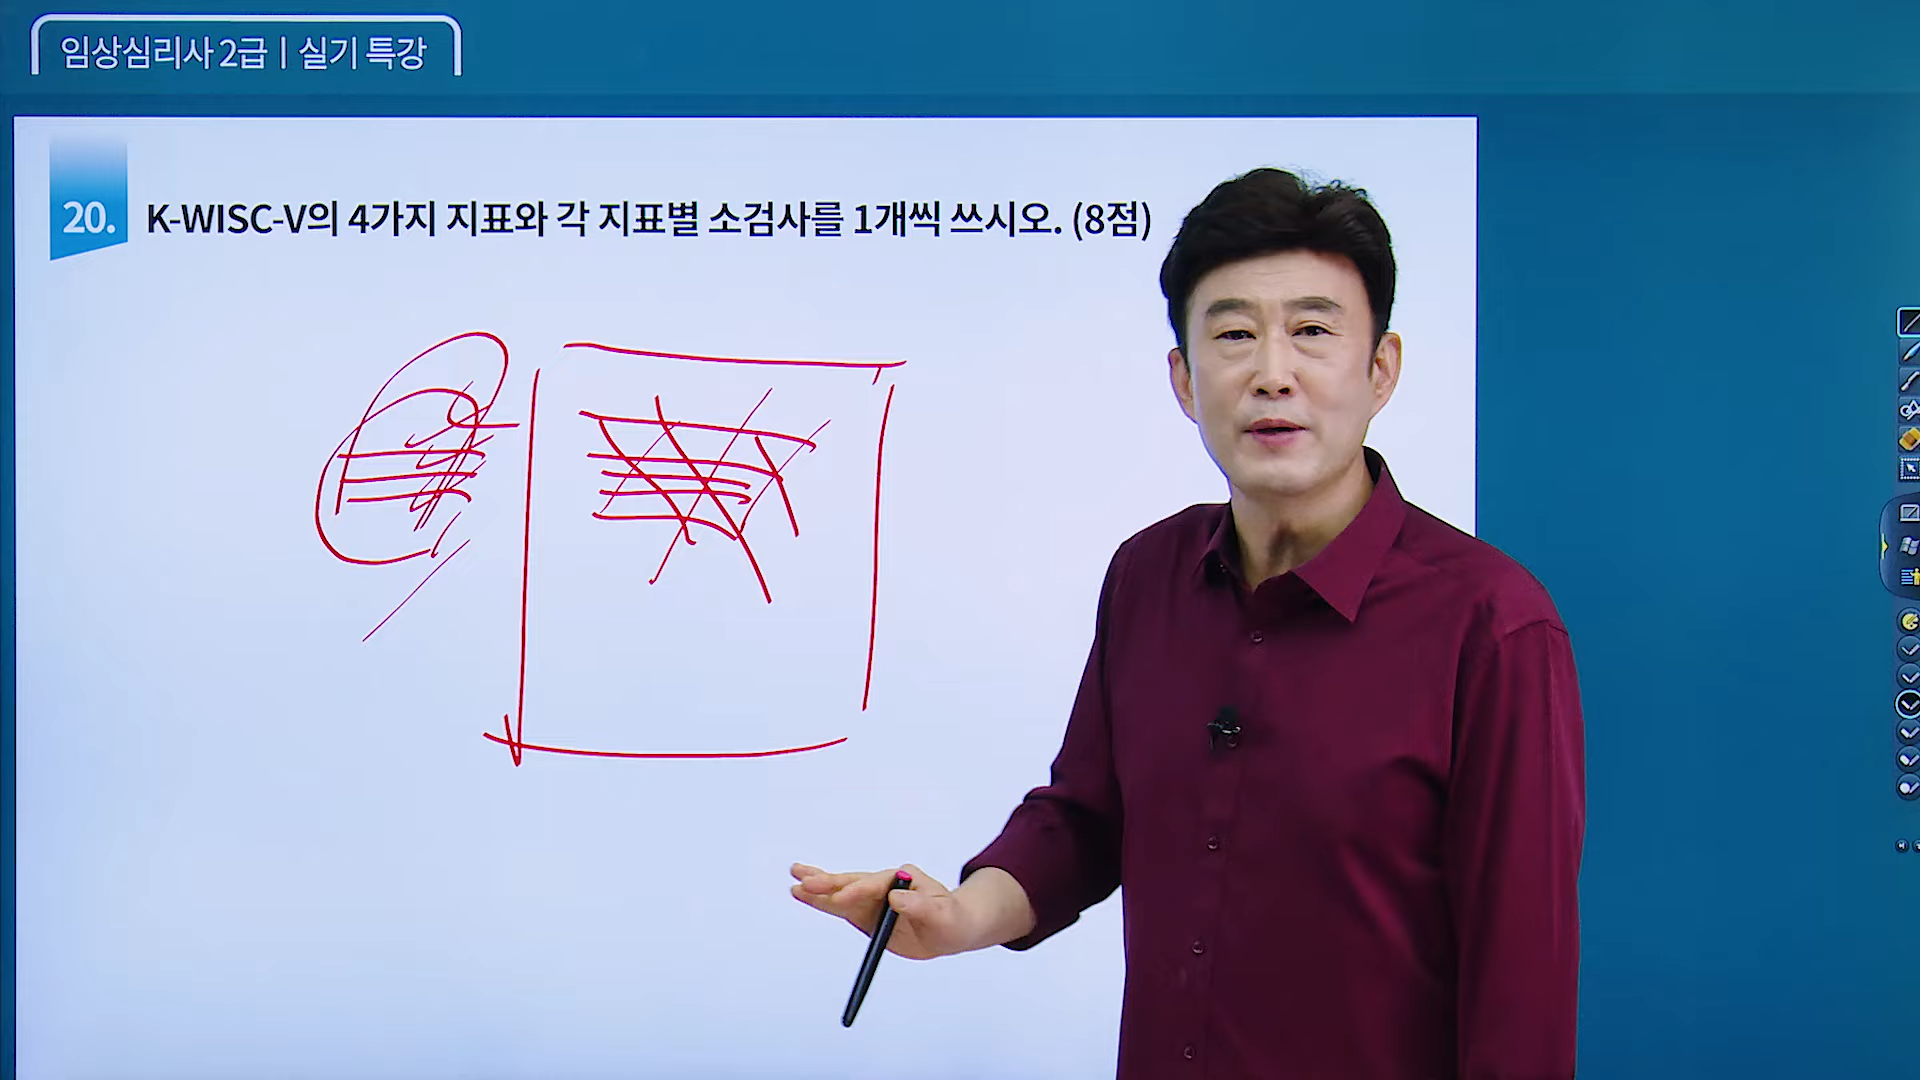 임상심리사 2급 | 실기 특강
20. K-WISC-V의 4가지 지표와 각 지표별 소검사를 1개씩 쓰시오. (8점)